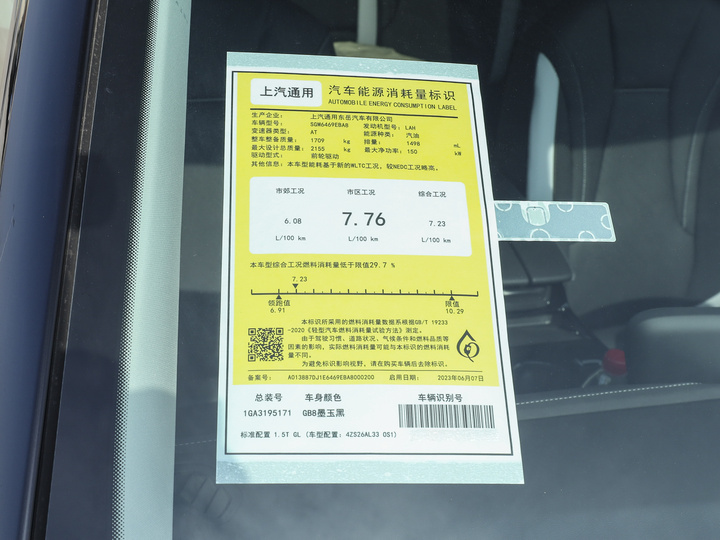 上汽通用 汽车能源消耗量标识
AUTOMOBILE ENERGY CONSUMPTION LABEL
生产企业: 上汽通用东岳汽车有限公司
车辆型号: SGM6469EBA8 发动机型号: LAH
变速器类型: AT 能源种类: 汽油
整车整备质量: 1709 kg 排量: 1498 mL
最大设计总质量: 2155 kg 最大净功率: 150 kW
驱动型式: 前轮驱动
其他信息: 本车型能耗基于新的WLTC工况, 较NEDC工况略高。
市郊工况 市区工况 综合工况
6.08 7.76 7.23
L/100 km L/100 km L/100 km
本车型综合工况燃料消耗量低于限值29.7 %
7.23
领跑值 限值
6.91 10.29
本标识所采用的燃料消耗量数据系根据GB/T 19233
-2020《轻型汽车燃料消耗量试验方法》测定。
由于驾驶习惯、道路状况、气候条件和燃料品质等
因素的影响, 实际燃料消耗量可能与本标识的燃料消耗
量不同。
为避免标识影响视野, 请在购买车辆后去除标识。
备案号: A013887DJ1E6469EBA8000200 启用日期: 2023年06月07日
总装号 车身颜色 车辆识别号
1GA3195171 GB8墨玉黑
标准配置 1.5T GL (车型配置: 4ZS26AL33 OS1)